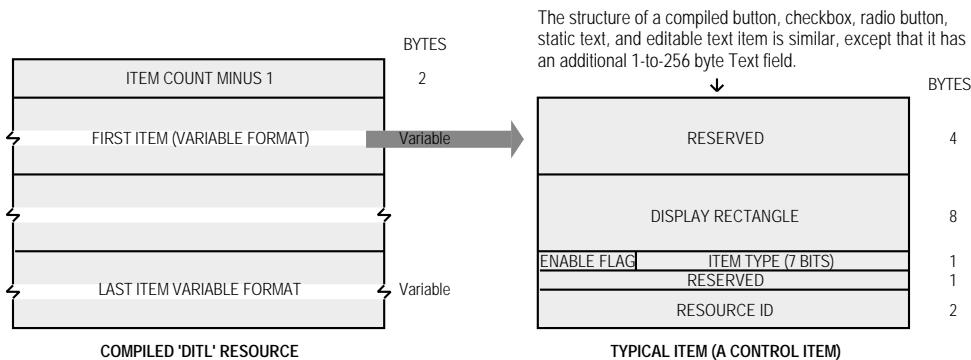 The structure of a compiled button, checkbox, radio button,
static text, and editable text item is similar, except that it has
an additional 1-to-256 byte Text field.
BYTES
ITEM COUNT MINUS 1 2
FIRST ITEM (VARIABLE FORMAT) Variable
LAST ITEM VARIABLE FORMAT Variable
COMPILED 'DITL' RESOURCE
BYTES
RESERVED 4
DISPLAY RECTANGLE 8
ENABLE FLAG ITEM TYPE (7 BITS) 1
RESERVED 1
RESOURCE ID 2
TYPICAL ITEM (A CONTROL ITEM)